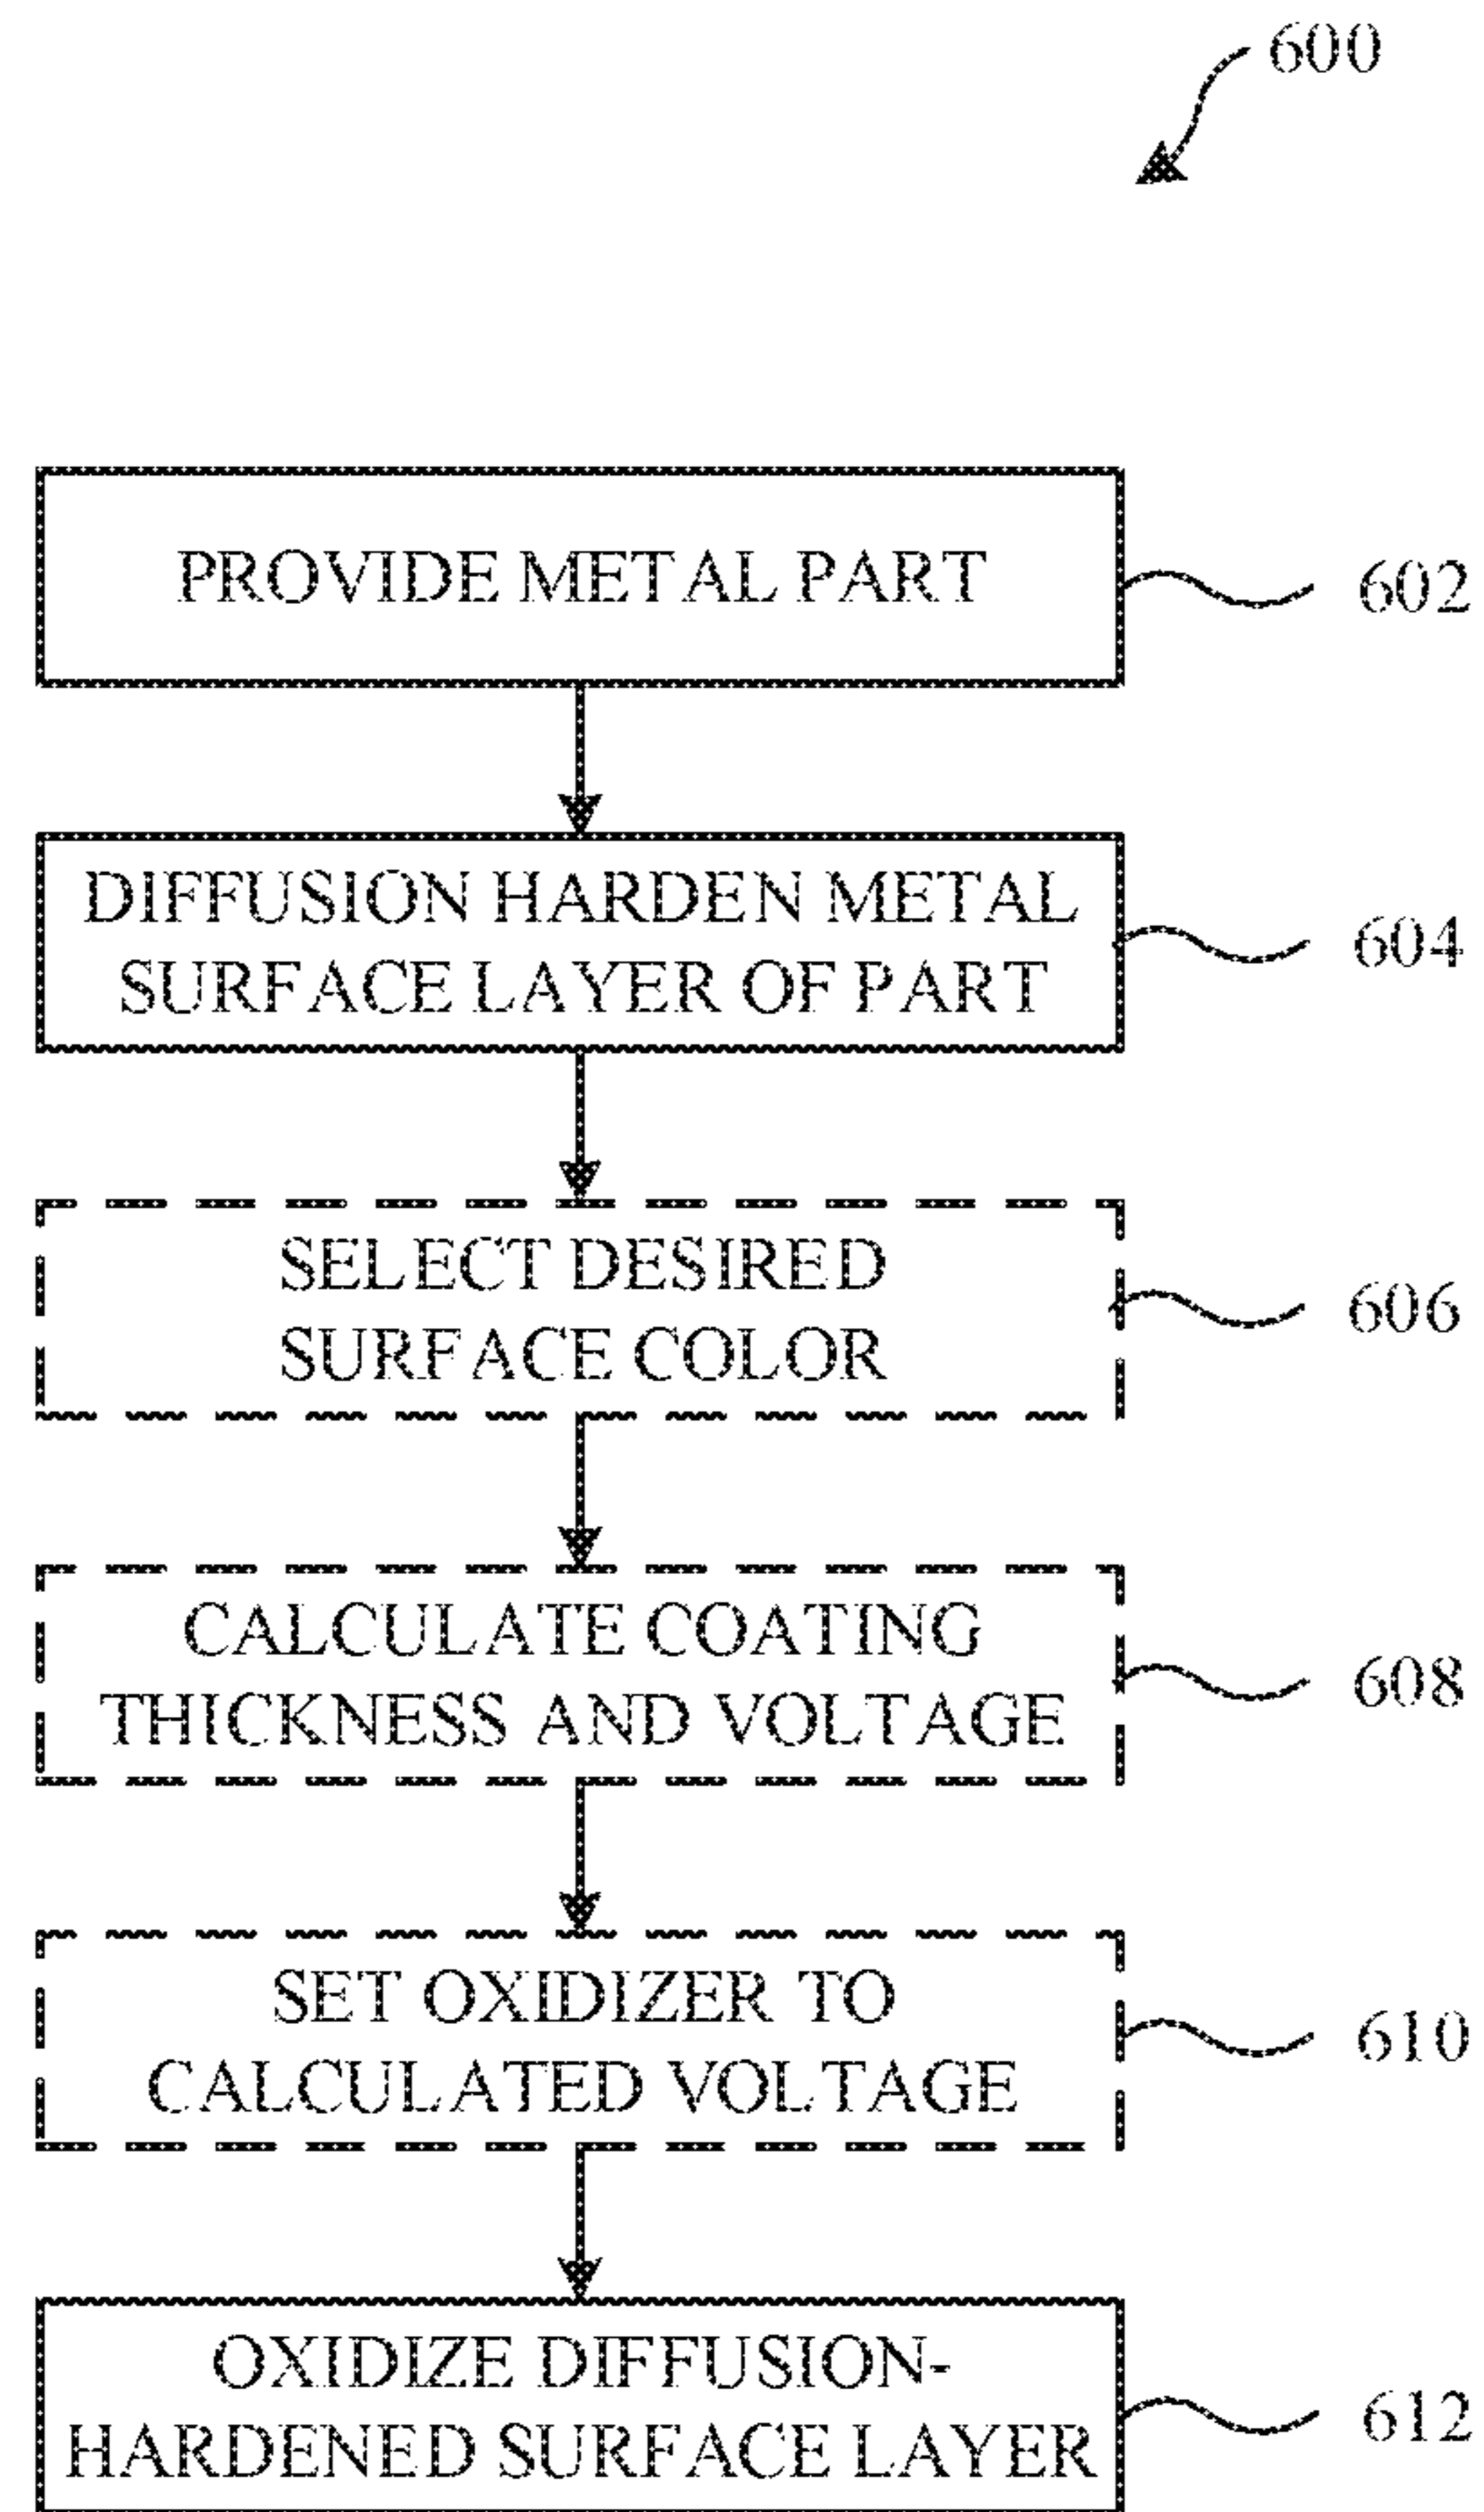 600
PROVIDE METAL PART
602
DIFFUSION HARDEN METAL
SURFACE LAYER OF PART
604
SELECT DESIRED
SURFACE COLOR
606
CALCULATE COATING
THICKNESS AND VOLTAGE
608
SET OXIDIZER TO
CALCULATED VOLTAGE
610
OXIDIZE DIFFUSION-
HARDENED SURFACE LAYER
612